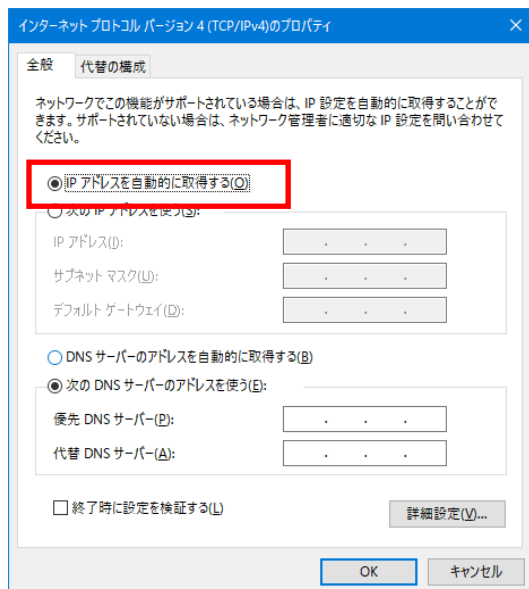 インターネット プロトコル バージョン 4 (TCP/IPv4)のプロパティ
全般
代替の構成
ネットワークでこの機能がサポートされている場合は、IP 設定を自動的に取得することがで
きます。サポートされていない場合は、ネットワーク管理者に適切な IP 設定を問い合わせて
ください。
IP アドレスを自動的に取得する(O)
次の IP アドレスを使う(S):
IP アドレス(I):
サブネット マスク(U):
デフォルト ゲートウェイ(D):
DNS サーバーのアドレスを自動的に取得する(B)
次の DNS サーバーのアドレスを使う(E):
優先 DNS サーバー(P):
代替 DNS サーバー(A):
終了時に設定を検証する(L)
詳細設定(V)...
OK
キャンセル